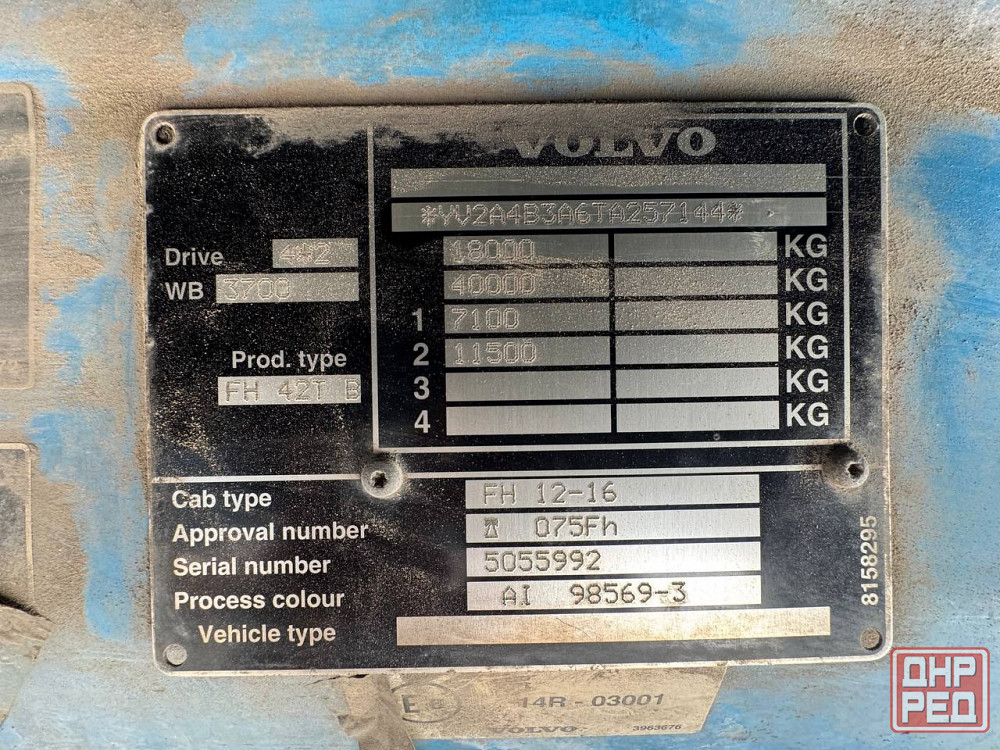 VOLVO
*YV2A4B3A6TA257144*
Drive 4*2
18000 KG
WB 3700
40000 KG
1 7100 KG
2 11500 KG
Prod. type
FH 42T B
3 KG
4 KG
Cab type FH 12-16
Approval number 075Fh
Serial number 5055992
Process colour AI 98569-3
Vehicle type
8158295
E
14R - 03001
VOLVO 3963676
ДНР
РЕД